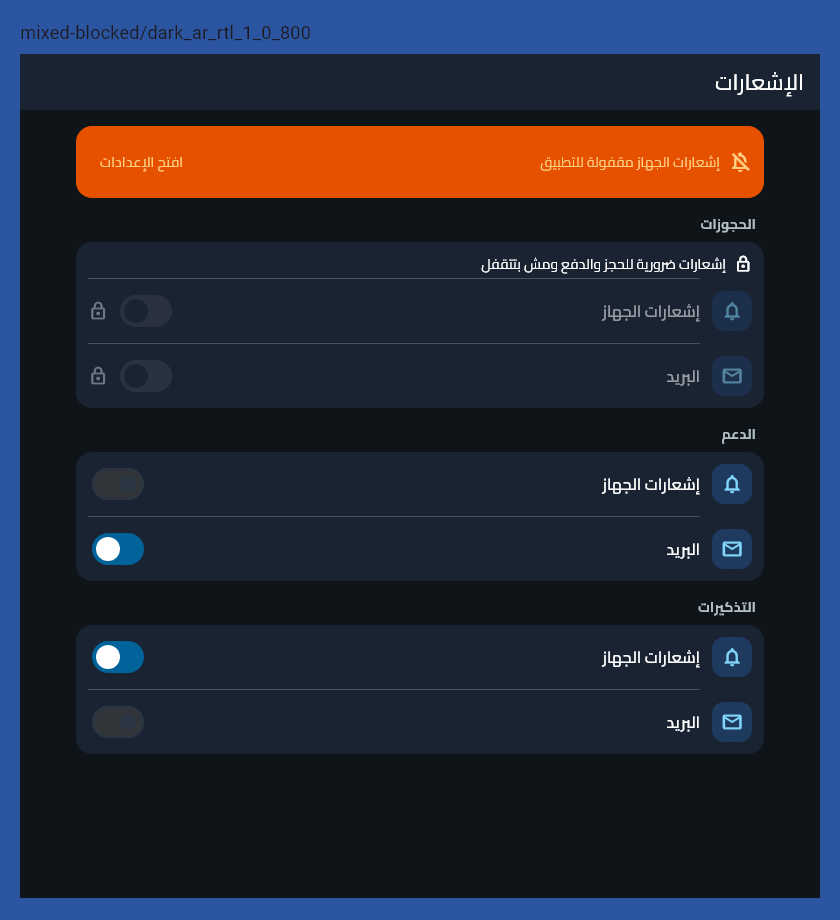 mixed-blocked/dark_ar_rtl_1_0_800
الإشعارات
إشعارات الجهاز مقفولة للتطبيق
افتح الإعدادات
الحجوزات
إشعارات ضرورية للحجز والدفع ومش بتتقفل
إشعارات الجهاز
البريد
الدعم
إشعارات الجهاز
البريد
التذكيرات
إشعارات الجهاز
البريد